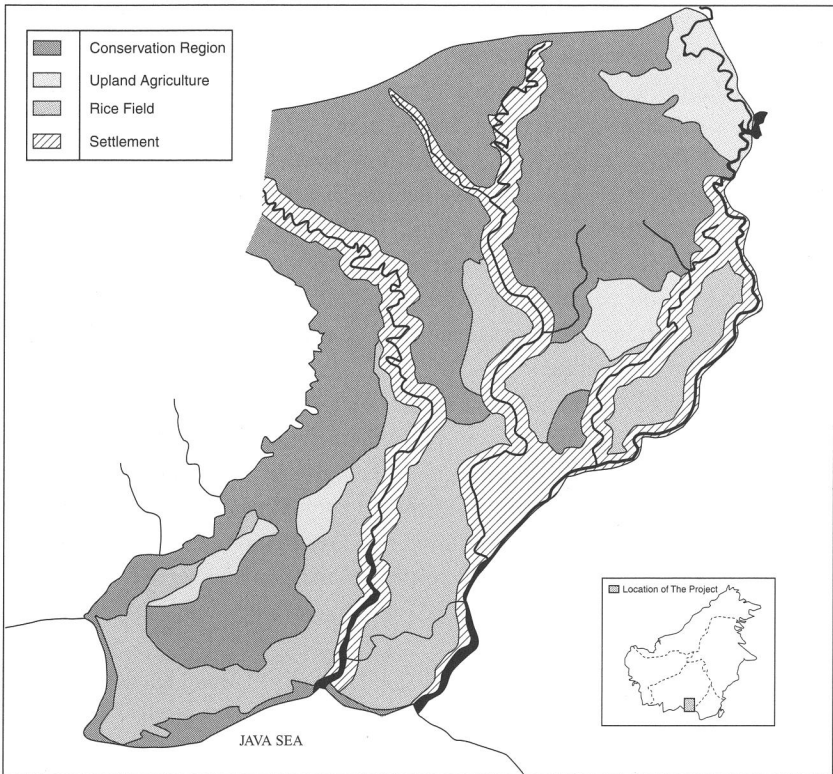 Conservation Region
Upland Agriculture
Rice Field
Settlement
Location of The Project
JAVA SEA